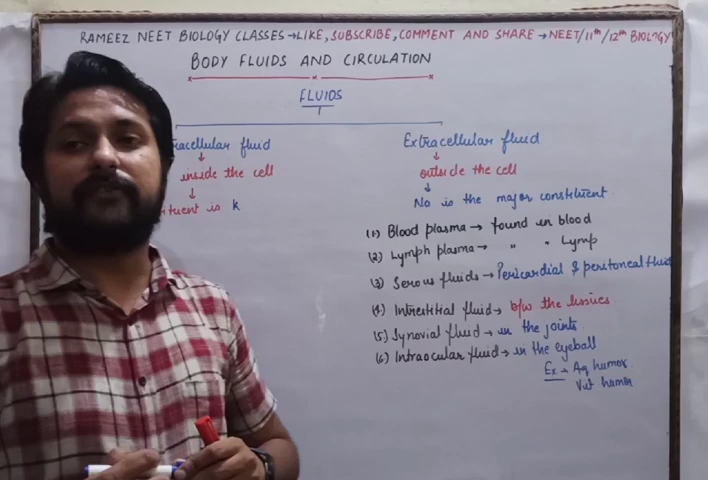 RAMEEZ NEET BIOLOGY CLASSES → LIKE, SUBSCRIBE, COMMENT AND SHARE → NEET/11th/12th BIOLOGY
BODY FLUIDS AND CIRCULATION
FLUIDS
racellular fluid
inside the cell
tuent is K
Extracellular fluid
outside the cell
Na is the major constituent
(1) Blood plasma → found in blood
(2) Lymph plasma → " " Lymp
(3) Serous fluids → Pericardial & peritoneal fluid
(4) Interstitial fluid → b/w the tissues
(5) Synovial fluid → in the joints
(6) Intraocular fluid → in the eyeball
Ex → Aq humor
Vit humor